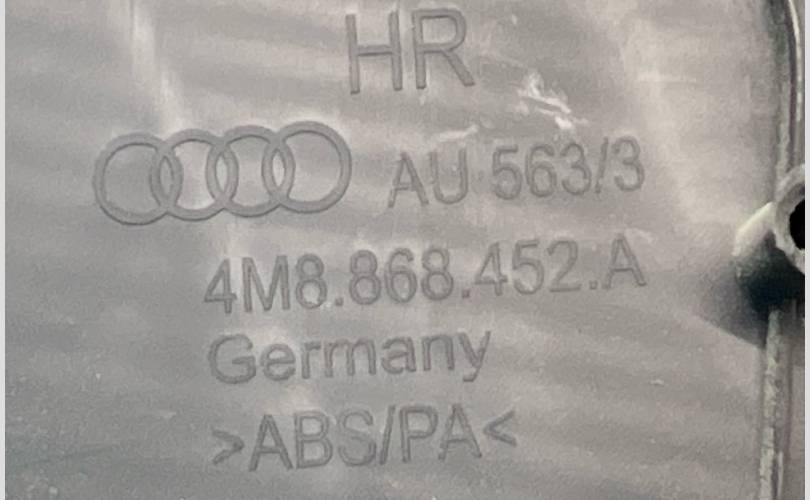 HR
AU 563/3
4M8.868.452.A
Germany
>ABS/PA<